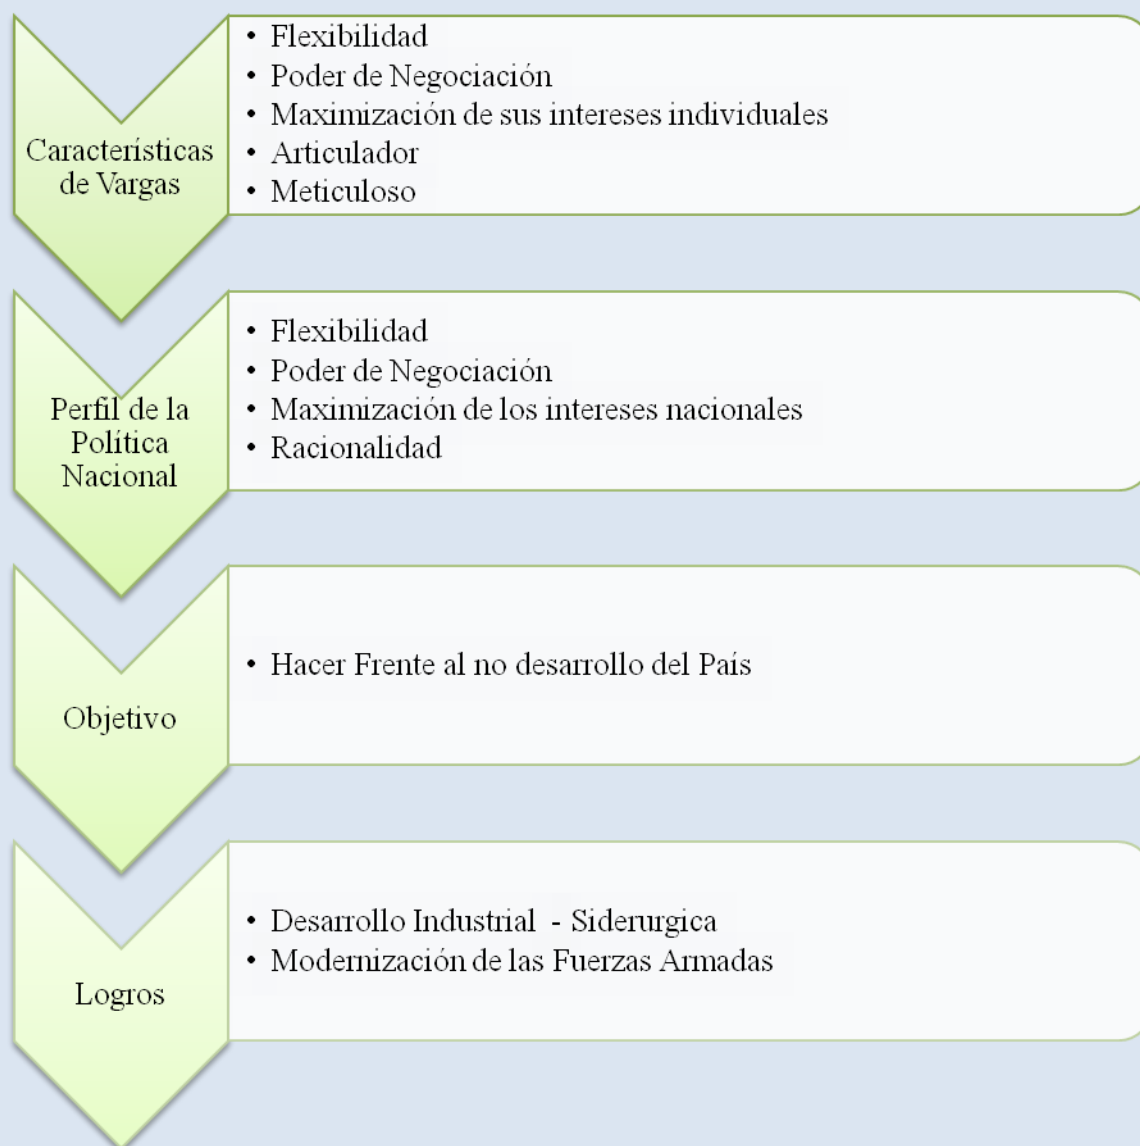 Característicass
de Vargas
• Flexibilidad
• Poder de Negociación
• Maximización de sus intereses individuales
• Articulador
• Meticuloso
Perfil de la
Política
Nacional
• Flexibilidad
• Poder de Negociación
• Maximización de los intereses nacionales
• Racionalidad
Objetivo
• Hacer Frente al no desarrollo del País
Logros
• Desarrollo Industrial - Siderurgica
• Modernización de las Fuerzas Armadas